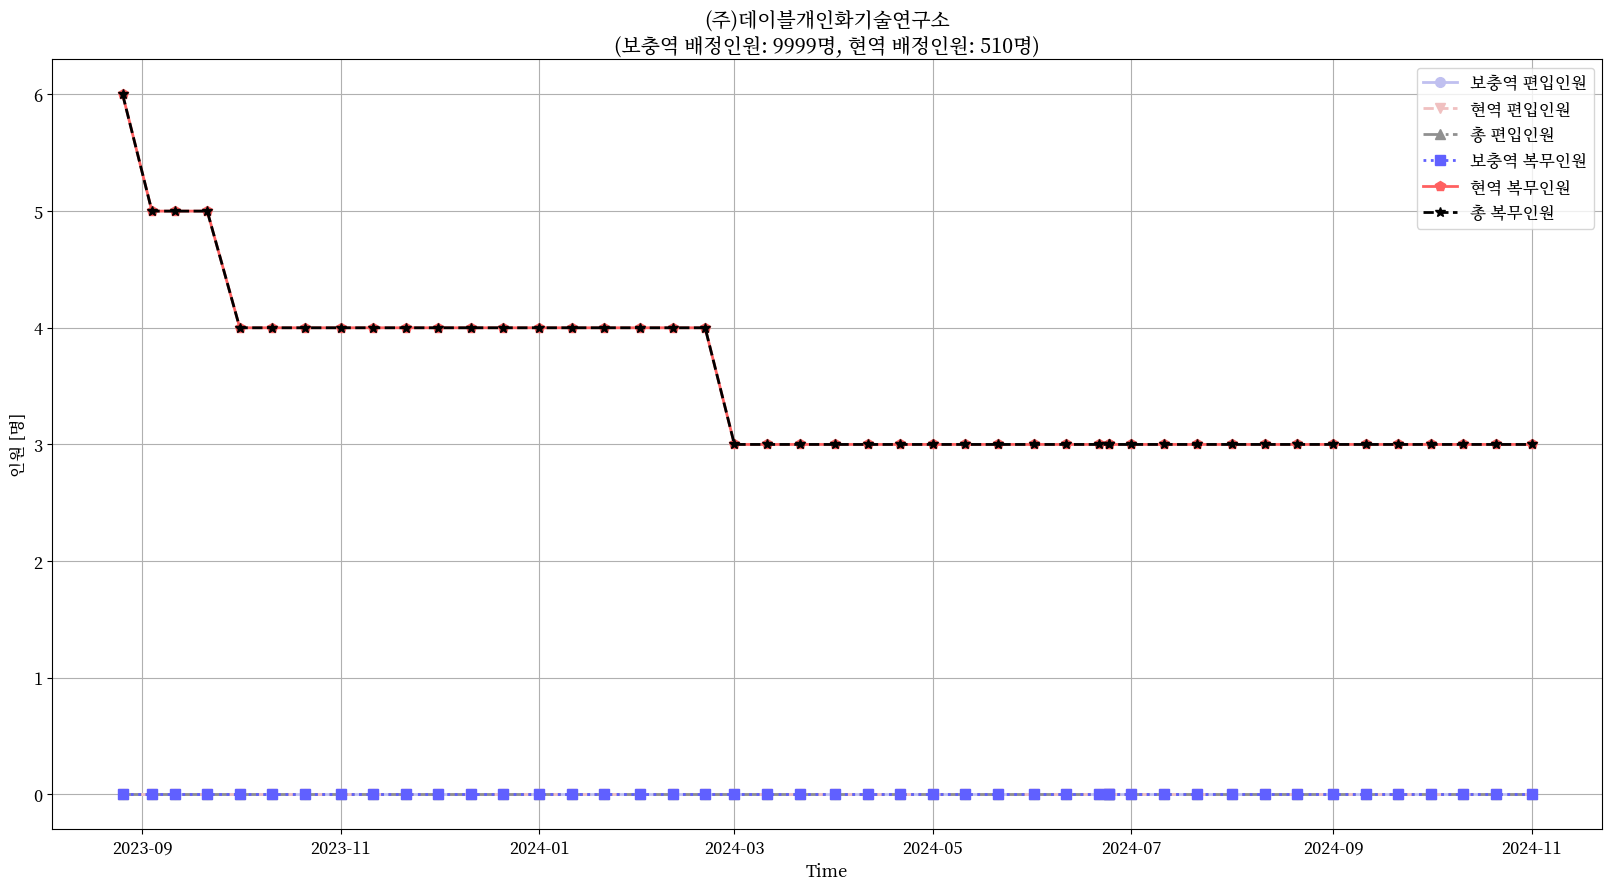 (주)데이블개인화기술연구소
(보충역 배정인원: 9999명, 현역 배정인원: 510명)
보충역 편입인원
현역 편입인원
총 편입인원
보충역 복무인원
현역 복무인원
총 복무인원
인원 [명]
6
5
4
3
2
1
0
2023-09
2023-11
2024-01
2024-03
2024-05
2024-07
2024-09
2024-11
Time